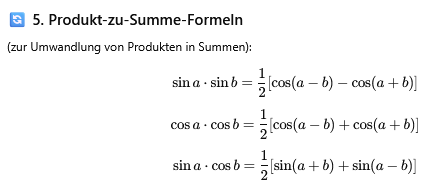 🔄 5. Produkt-zu-Summe-Formeln
(zur Umwandlung von Produkten in Summen):
sin a · sin b = 1/2[cos(a − b) − cos(a + b)]
cos a · cos b = 1/2[cos(a − b) + cos(a + b)]
sin a · cos b = 1/2[sin(a + b) + sin(a − b)]